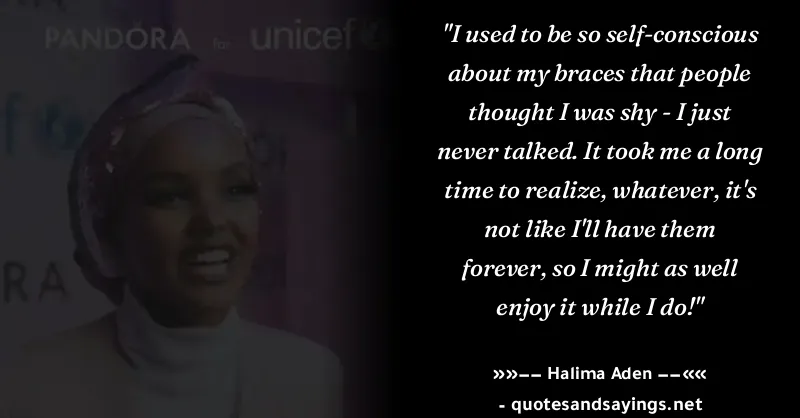 PANDÓRA for unicef
"I used to be so self-conscious
about my braces that people
thought I was shy - I just
never talked. It took me a long
time to realize, whatever, it's
not like I'll have them
forever, so I might as well
enjoy it while I do!"
RA
»»−− Halima Aden −−««
- quotesandsayings.net